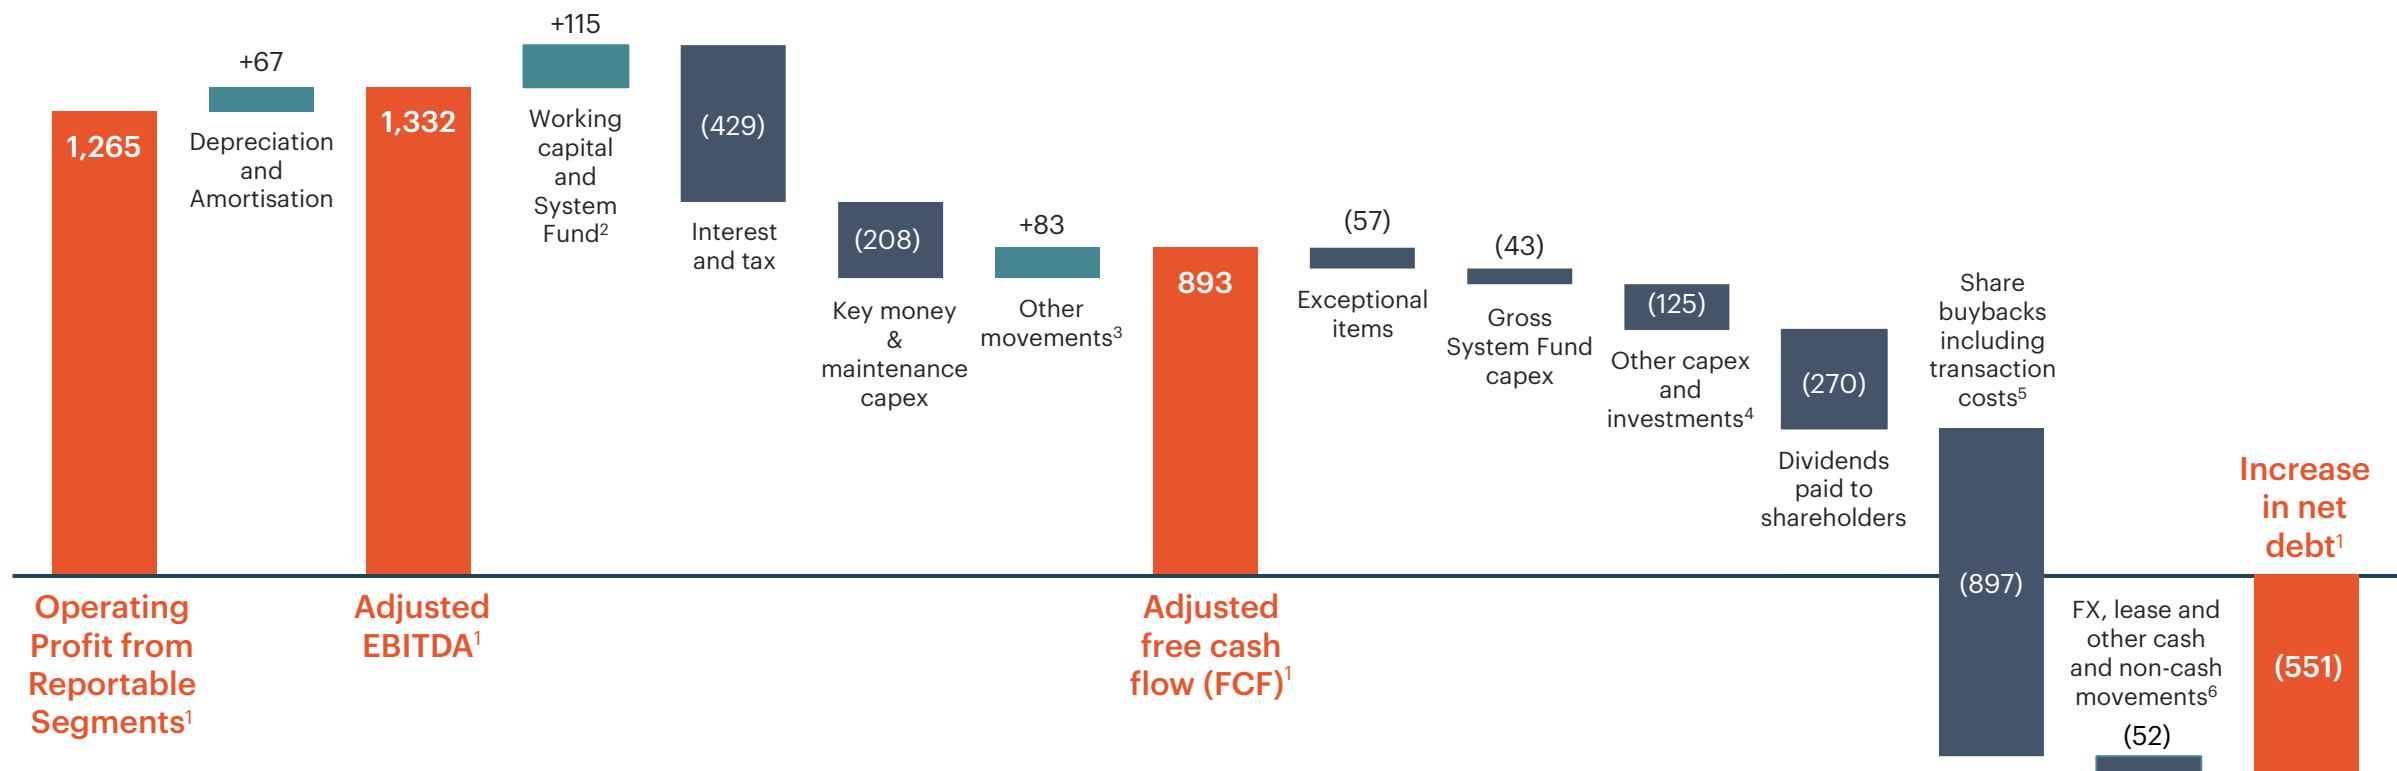 1,265
Operating
Profit from
Reportable
Segments1
+67
Depreciation
and
Amortisation
1,332
Adjusted
EBITDA1
+115
Working
capital
and
System
Fund2
(429)
Interest
and tax
(208)
Key money
&
maintenance
capex
+83
Other
movements3
893
Adjusted
free cash
flow (FCF)1
(57)
Exceptional
items
(43)
Gross
System Fund
capex
(125)
Other capex
and
investments4
(270)
Dividends
paid to
shareholders
Share
buybacks
including
transaction
costs5
(897)
FX, lease and
other cash
and non-cash
movements6
(52)
Increase
in net
debt1
(551)